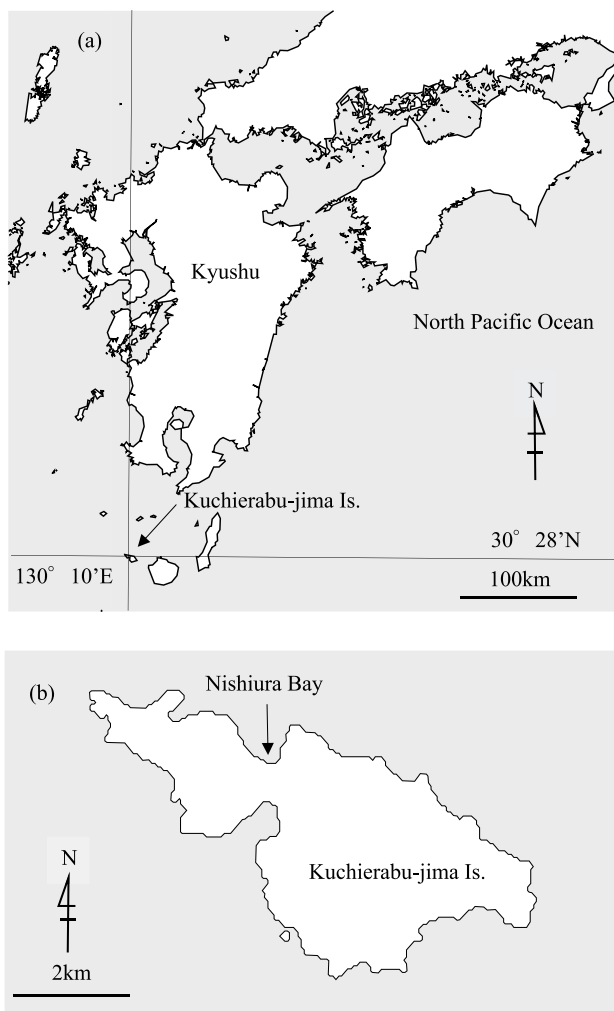 (a)
Kyushu
North Pacific Ocean
N
Kuchierabu-jima Is.
30° 28’N
130° 10’E
100km
(b)
Nishiura Bay
N
Kuchierabu-jima Is.
2km